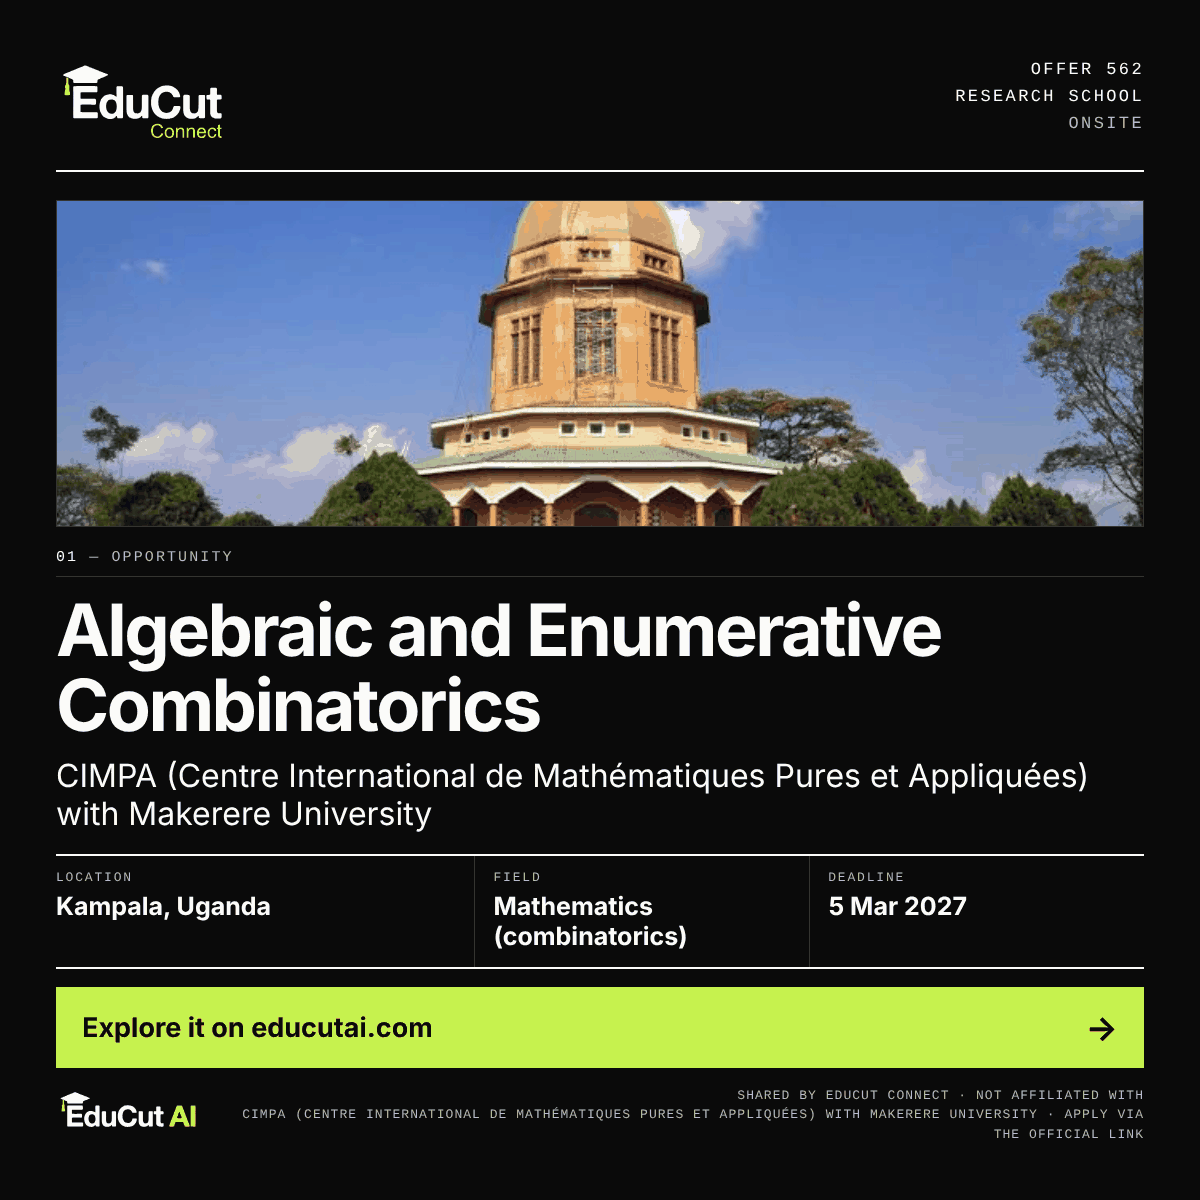 EduCut
Connect
OFFER 562
RESEARCH SCHOOL
ONSITE
01 — OPPORTUNITY
Algebraic and Enumerative
Combinatorics
CIMPA (Centre International de Mathématiques Pures et Appliquées)
with Makerere University
LOCATION
Kampala, Uganda
FIELD
Mathematics
(combinatorics)
DEADLINE
5 Mar 2027
Explore it on educutai.com →
EduCut AI
SHARED BY EDUCUT CONNECT · NOT AFFILIATED WITH
CIMPA (CENTRE INTERNATIONAL DE MATHÉMATIQUES PURES ET APPLIQUÉES) WITH MAKERERE UNIVERSITY · APPLY VIA
THE OFFICIAL LINK